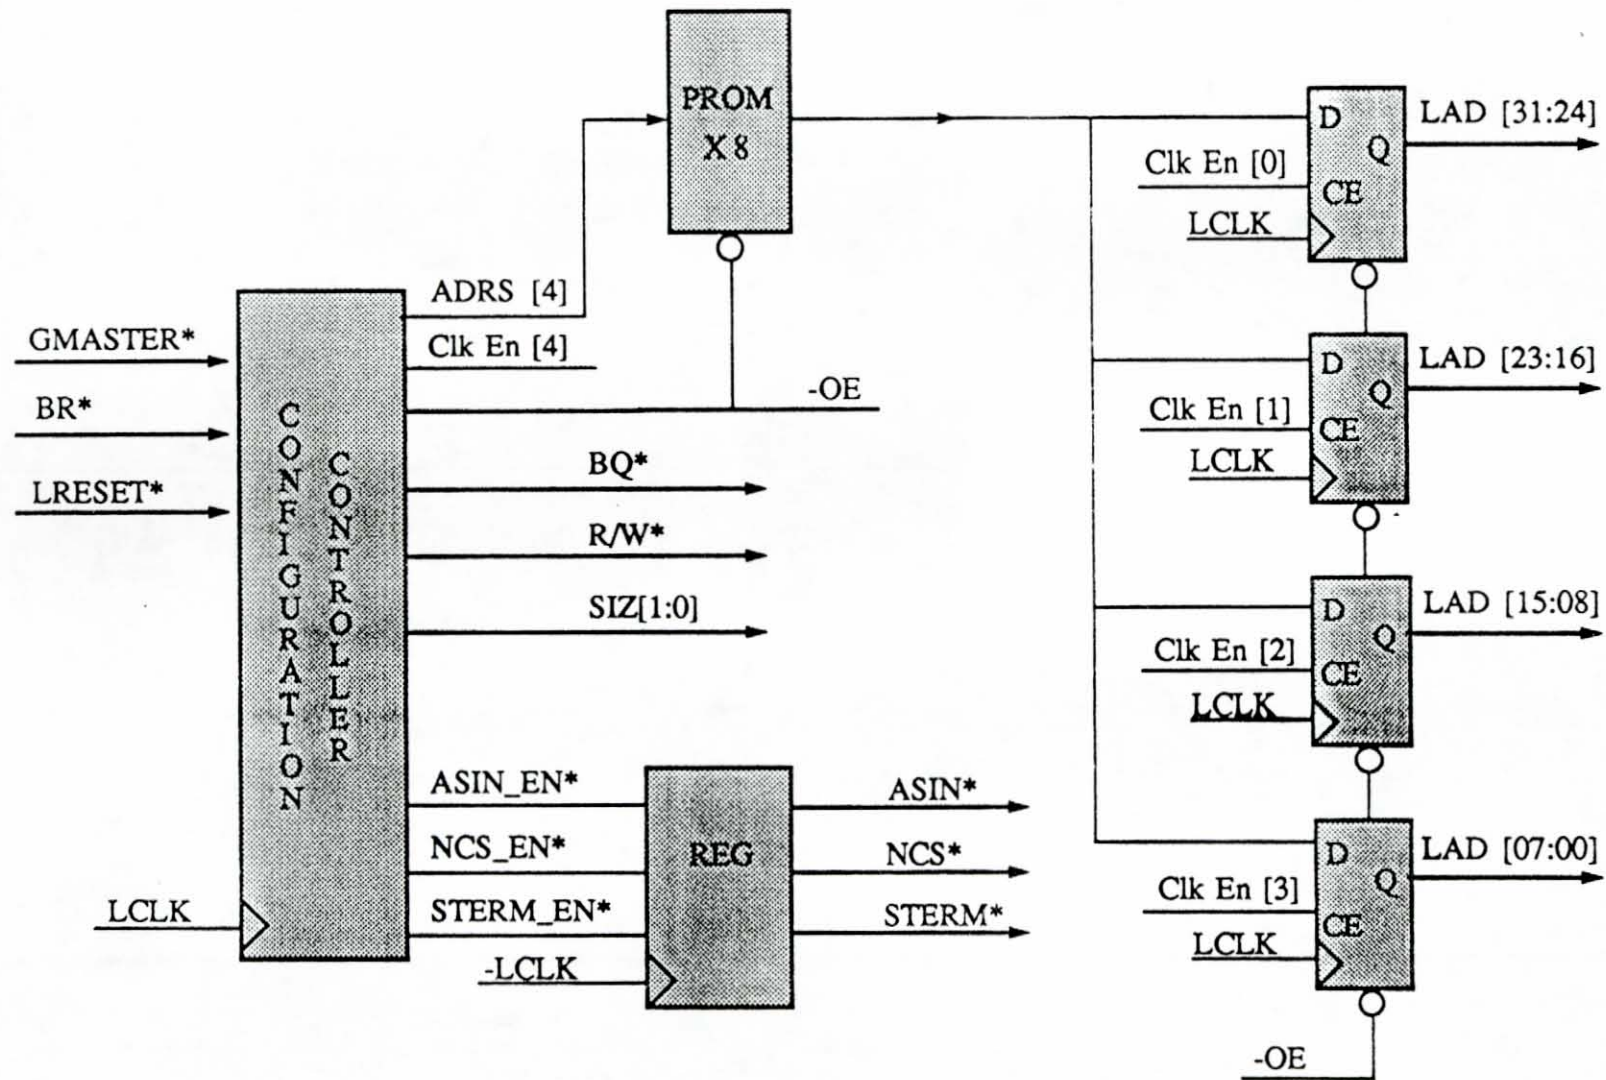 PROM
X8
ADRS [4]
Clk En [4]
-OE
GMASTER*
BR*
LRESET*
LCLK
CONFIGURATION
CONTROLLER
BQ*
R/W*
SIZ[1:0]
ASIN_EN*
NCS_EN*
STERM_EN*
-LCLK
REG
ASIN*
NCS*
STERM*
D
Q
CE
Clk En [0]
LCLK
LAD [31:24]
D
Q
CE
Clk En [1]
LCLK
LAD [23:16]
D
Q
CE
Clk En [2]
LCLK
LAD [15:08]
D
Q
CE
Clk En [3]
LCLK
LAD [07:00]
-OE